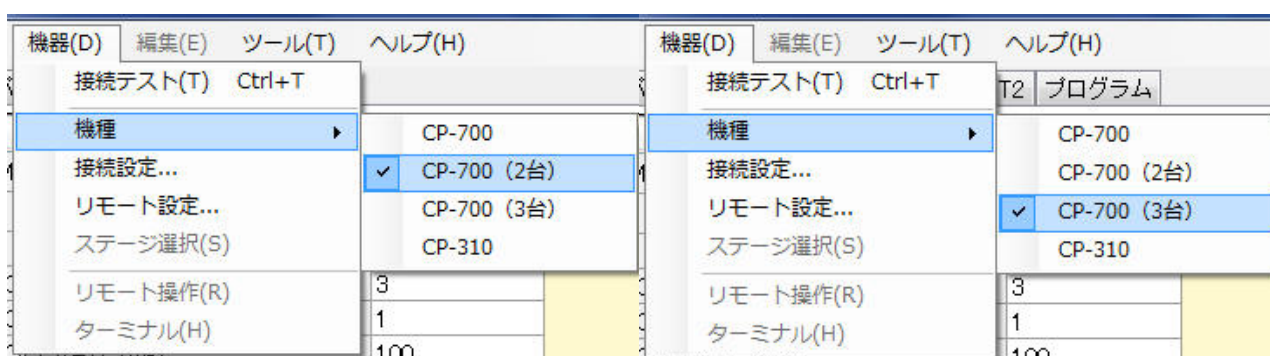 機器(D) 編集(E) ツール(T) ヘルプ(H)
接続テスト(T) Ctrl+T
機種
CP-700
接続設定...
CP-700（2台）
リモート設定...
CP-700（3台）
ステージ選択(S)
CP-310
リモート操作(R)
3
ターミナル(H)
1
100
機器(D) 編集(E) ツール(T) ヘルプ(H)
接続テスト(T) Ctrl+T
T2 プログラム
機種
CP-700
接続設定...
CP-700（2台）
リモート設定...
CP-700（3台）
ステージ選択(S)
CP-310
リモート操作(R)
3
ターミナル(H)
1
100